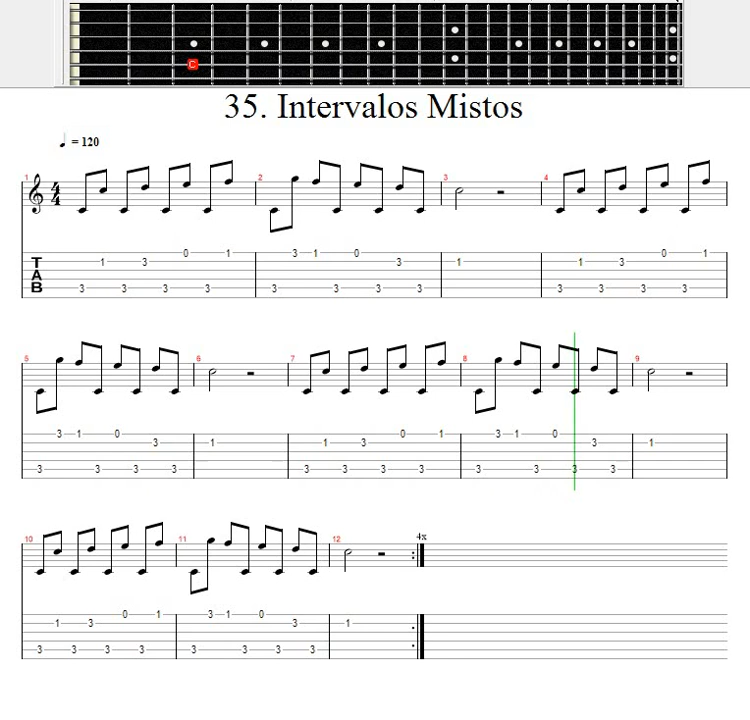 C
35. Intervalos Mistos
= 120
1 2 3 4
4
4
0 1 3 1 0 0 1
T 1 3 3 1 1 3
A
B 3 3 3 3 3 3 3 3 3 3 3 3
5 6 7 8 9
3 1 0 0 1 3 1 0
3 1 1 3 3 1
3 3 3 3 3 3 3 3 3 3 3 3
10 11 12 4x
0 1 3 1 0
1 3 3 1
3 3 3 3 3 3 3 3